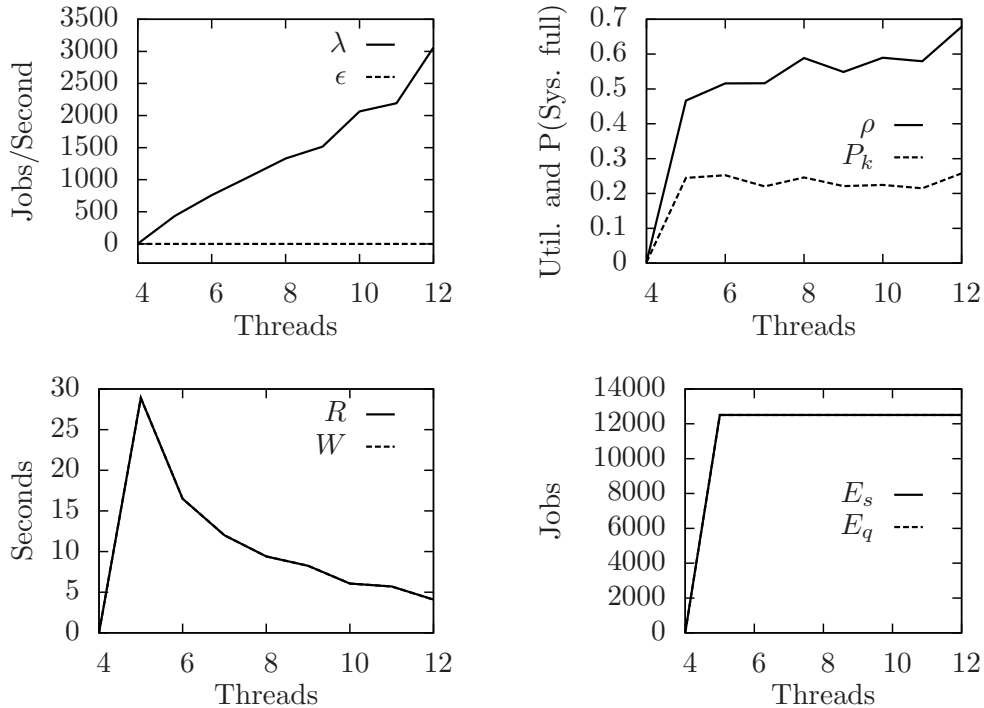 Jobs/Second
3500
3000
2500
2000
1500
1000
500
0
λ
ϵ
4 6 8 10 12
Threads
Util. and P(Sys. full)
0.7
0.6
0.5
0.4
0.3
0.2
0.1
0
ρ
P_k
4 6 8 10 12
Threads
Seconds
30
25
20
15
10
5
0
R
W
4 6 8 10 12
Threads
Jobs
14000
12000
10000
8000
6000
4000
2000
0
E_s
E_q
4 6 8 10 12
Threads